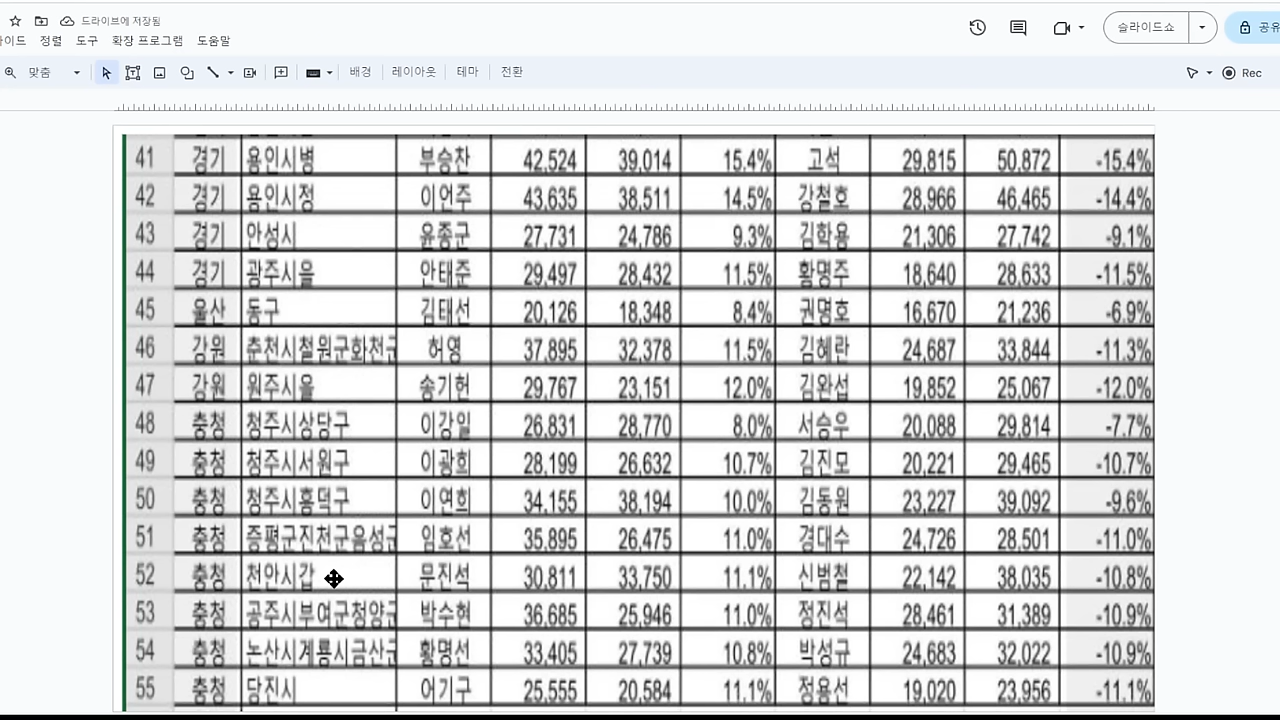 드라이브에 저장됨
라이드 정렬 도구 확장 프로그램 도움말
슬라이드쇼
공유
맞춤 배경 레이아웃 테마 전환 Rec
41 경기 용인시병 부승찬 42,524 39,014 15.4% 고석 29,815 50,872 -15.4%
42 경기 용인시정 이언주 43,635 38,511 14.5% 강철호 28,966 46,465 -14.4%
43 경기 안성시 윤종군 27,731 24,786 9.3% 김학용 21,306 27,742 -9.1%
44 경기 광주시을 안태준 29,497 28,432 11.5% 황명주 18,640 28,633 -11.5%
45 울산 동구 김태선 20,126 18,348 8.4% 권명호 16,670 21,236 -6.9%
46 강원 춘천시철원군화천군 허영 37,895 32,378 11.5% 김혜란 24,687 33,844 -11.3%
47 강원 원주시을 송기헌 29,767 23,151 12.0% 김완섭 19,852 25,067 -12.0%
48 충청 청주시상당구 이강일 26,831 28,770 8.0% 서승우 20,088 29,814 -7.7%
49 충청 청주시서원구 이광희 28,199 26,632 10.7% 김진모 20,221 29,465 -10.7%
50 충청 청주시흥덕구 이연희 34,155 38,194 10.0% 김동원 23,227 39,092 -9.6%
51 충청 증평군진천군음성군 임호선 35,895 26,475 11.0% 경대수 24,726 28,501 -11.0%
52 충청 천안시갑 문진석 30,811 33,750 11.1% 신범철 22,142 38,035 -10.8%
53 충청 공주시부여군청양군 박수현 36,685 25,946 11.0% 정진석 28,461 31,389 -10.9%
54 충청 논산시계룡시금산군 황명선 33,405 27,739 10.8% 박성규 24,683 32,022 -10.9%
55 충청 당진시 어기구 25,555 20,584 11.1% 정용선 19,020 23,956 -11.1%